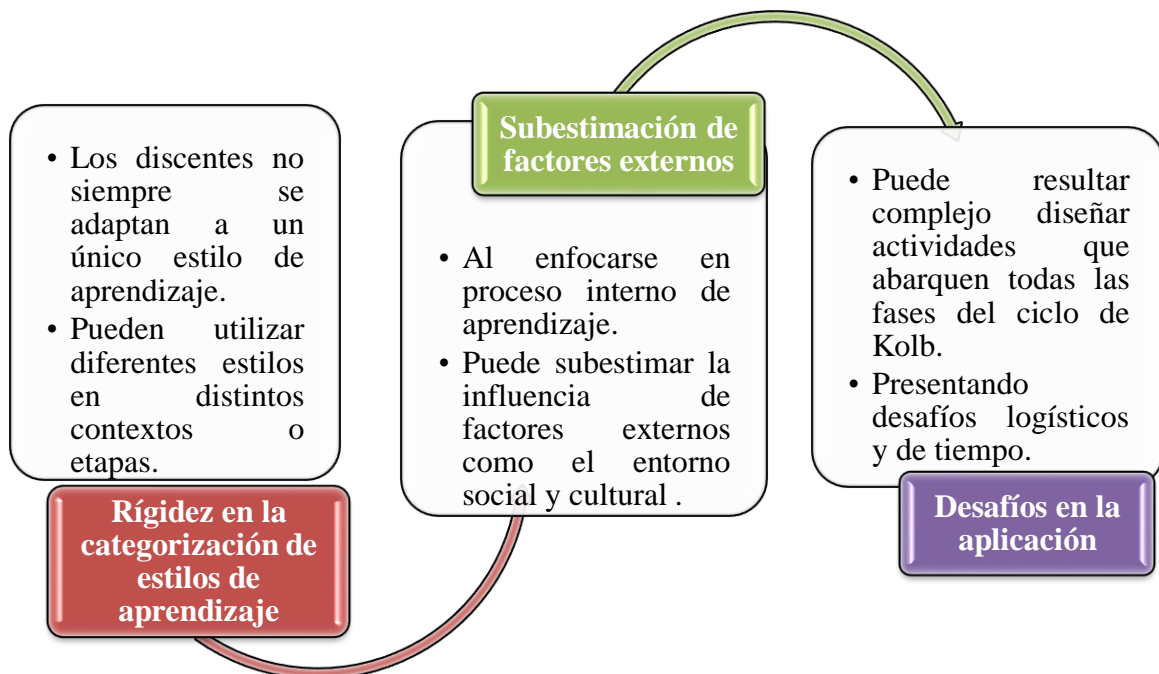 • Los discentes no
siempre se
adaptan a un
único estilo de
aprendizaje.
• Pueden utilizar
diferentes estilos
en distintos
contextos o
etapas.
Rígidez en la
categorización de
estilos de
aprendizaje
Subestimación de
factores externos
• Al enfocarse en
proceso interno de
aprendizaje.
• Puede subestimar la
influencia de
factores externos
como el entorno
social y cultural .
• Puede resultar
complejo diseñar
actividades que
abarquen todas las
fases del ciclo de
Kolb.
• Presentando
desafíos logísticos
y de tiempo.
Desafíos en la
aplicación